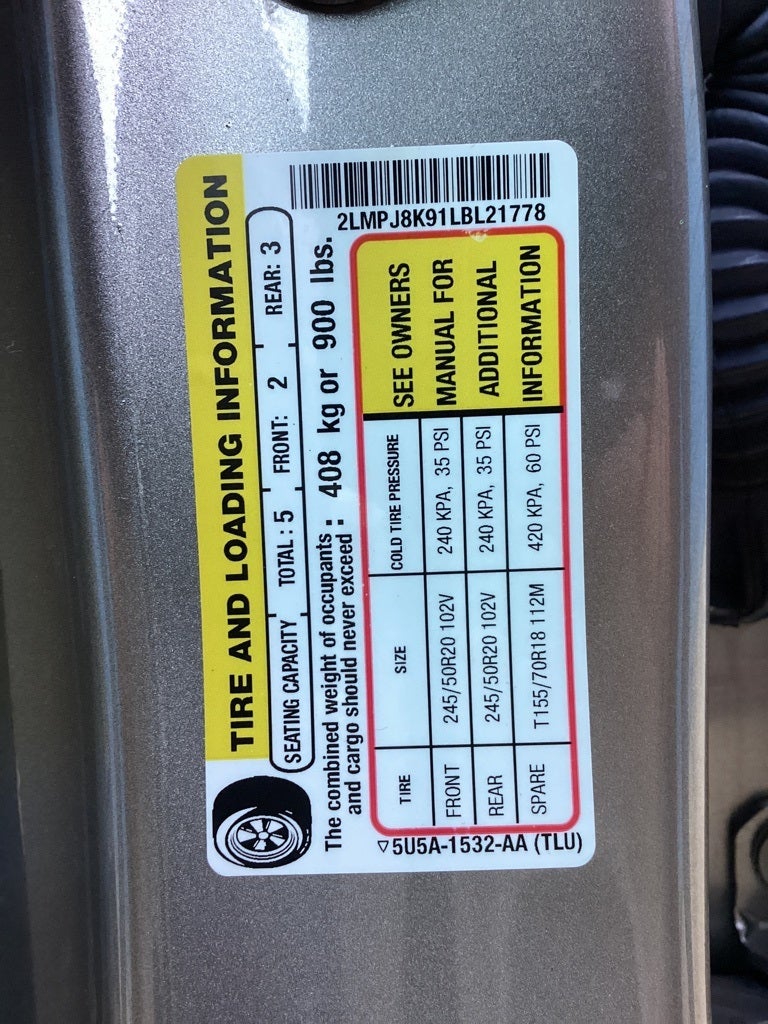 TIRE AND LOADING INFORMATION
SEATING CAPACITY TOTAL : 5 FRONT: 2 REAR: 3
The combined weight of occupants : 408 kg or 900 lbs.
and cargo should never exceed :
TIRE SIZE COLD TIRE PRESSURE
FRONT 245/50R20 102V 240 KPA, 35 PSI
REAR 245/50R20 102V 240 KPA, 35 PSI
SPARE T155/70R18 112M 420 KPA, 60 PSI
SEE OWNERS
MANUAL FOR
ADDITIONAL
INFORMATION
5U5A-1532-AA (TLU)
2LMPJ8K91LBL21778